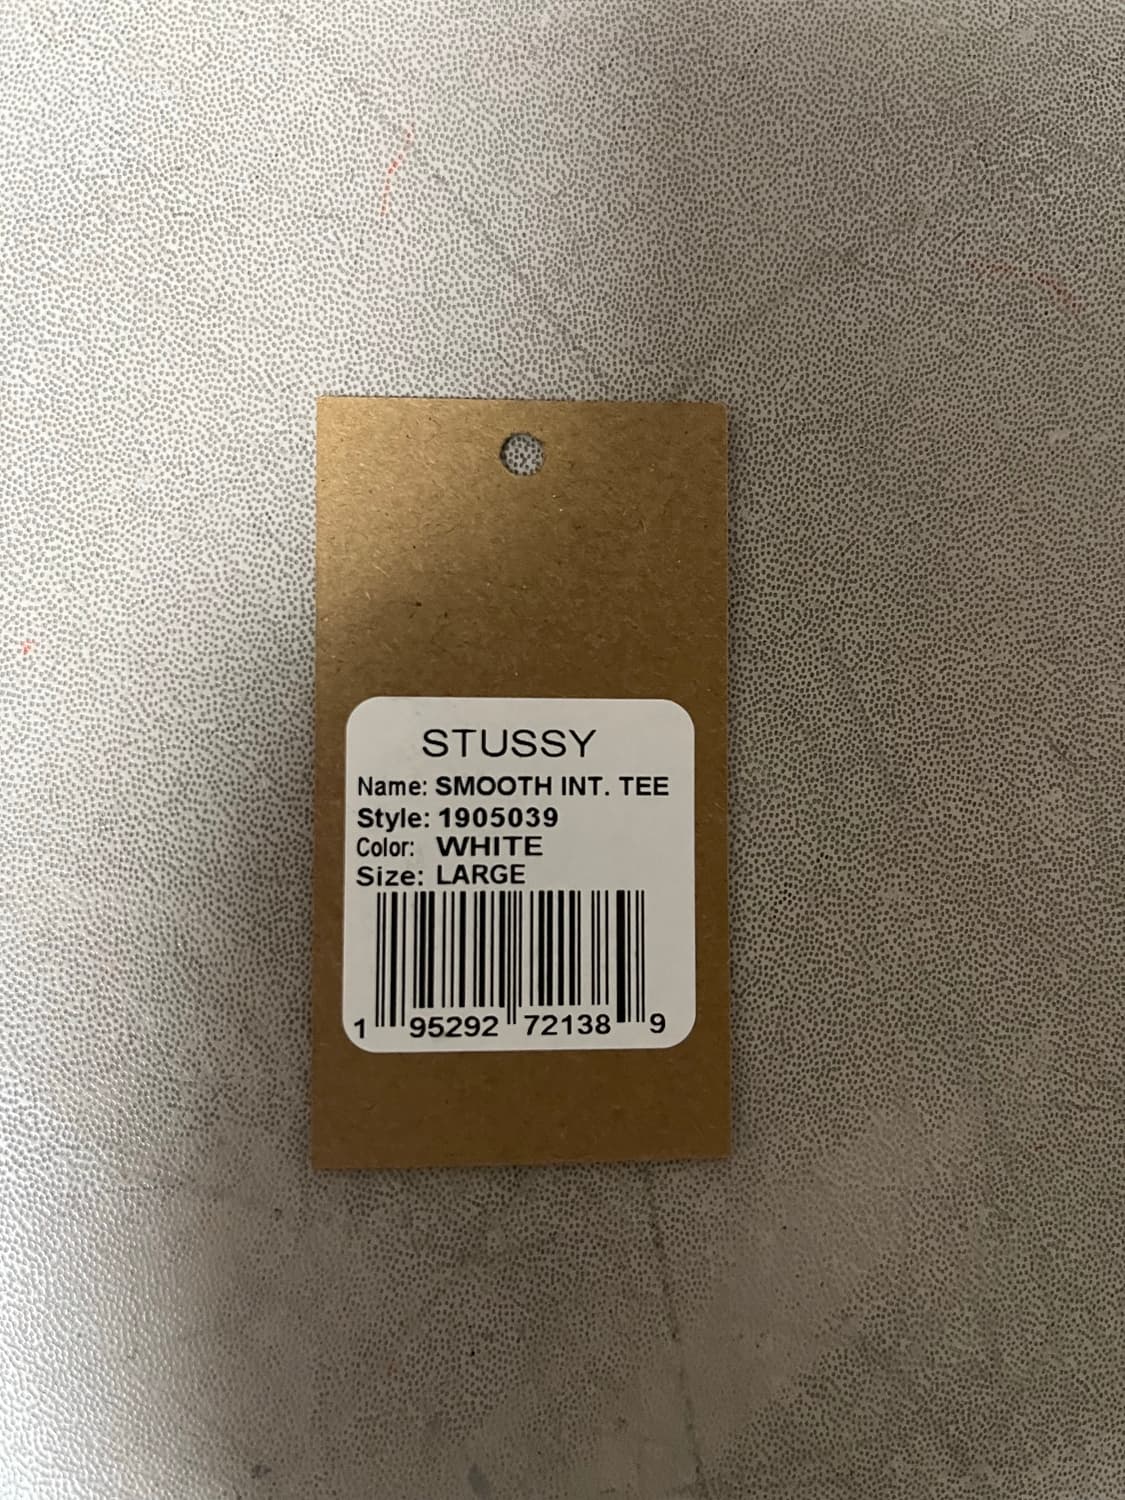 STUSSY
Name: SMOOTH INT. TEE
Style: 1905039
Color: WHITE
Size: LARGE
1 95292 72138 9